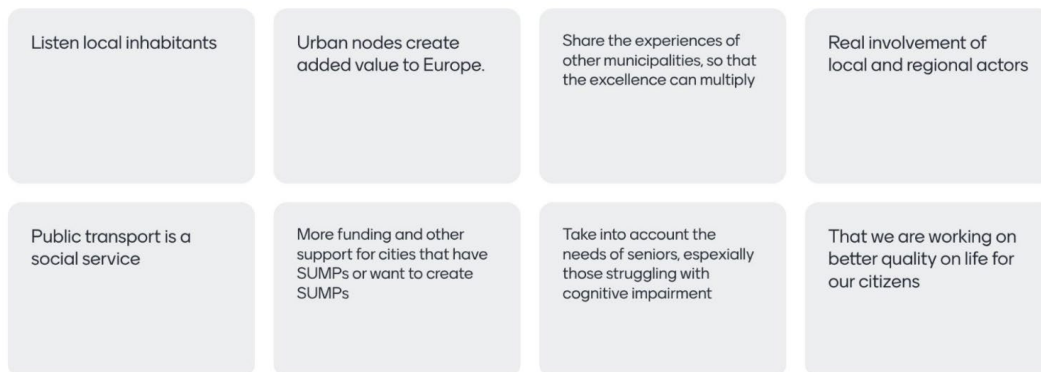 Listen local inhabitants
Urban nodes create
added value to Europe.
Share the experiences of
other municipalities, so that
the excellence can multiply
Real involvement of
local and regional actors
Public transport is a
social service
More funding and other
support for cities that have
SUMPs or want to create
SUMPs
Take into account the
needs of seniors, espexially
those struggling with
cognitive impairment
That we are working on
better quality on life for
our citizens